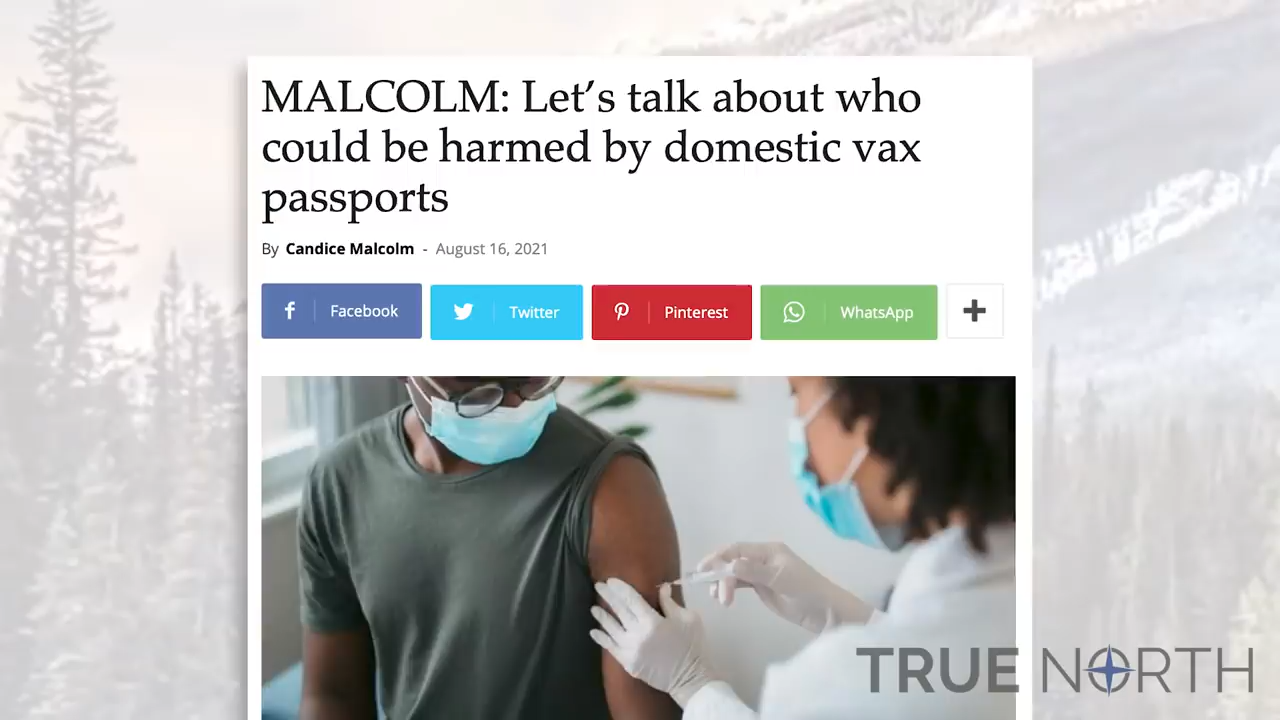 MALCOLM: Let’s talk about who
could be harmed by domestic vax
passports
By Candice Malcolm - August 16, 2021
Facebook
Twitter
Pinterest
WhatsApp
TRUE NORTH